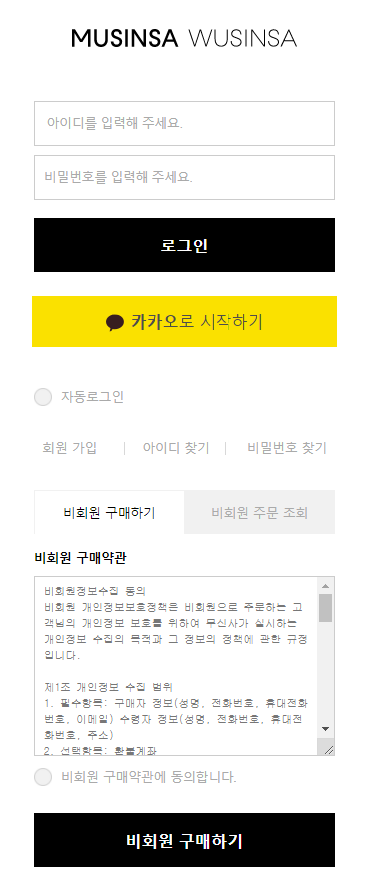 MUSINSA WUSINSA
아이디를 입력해 주세요.
비밀번호를 입력해 주세요.
로그인
카카오로 시작하기
자동로그인
회원 가입 | 아이디 찾기 | 비밀번호 찾기
비회원 구매하기 비회원 주문 조회
비회원 구매약관
비회원정보수집 동의
비회원 개인정보보호정책은 비회원으로 주문하는 고
객님의 개인정보 보호를 위하여 무신사가 실시하는
개인정보 수집의 목적과 그 정보의 정책에 관한 규정
입니다.
제1조 개인정보 수집 범위
1. 필수항목: 구매자 정보(성명, 전화번호, 휴대전화
번호, 이메일) 수령자 정보(성명, 전화번호, 휴대전
화번호, 주소)
2. 선택항목: 환불계좌
비회원 구매약관에 동의합니다.
비회원 구매하기